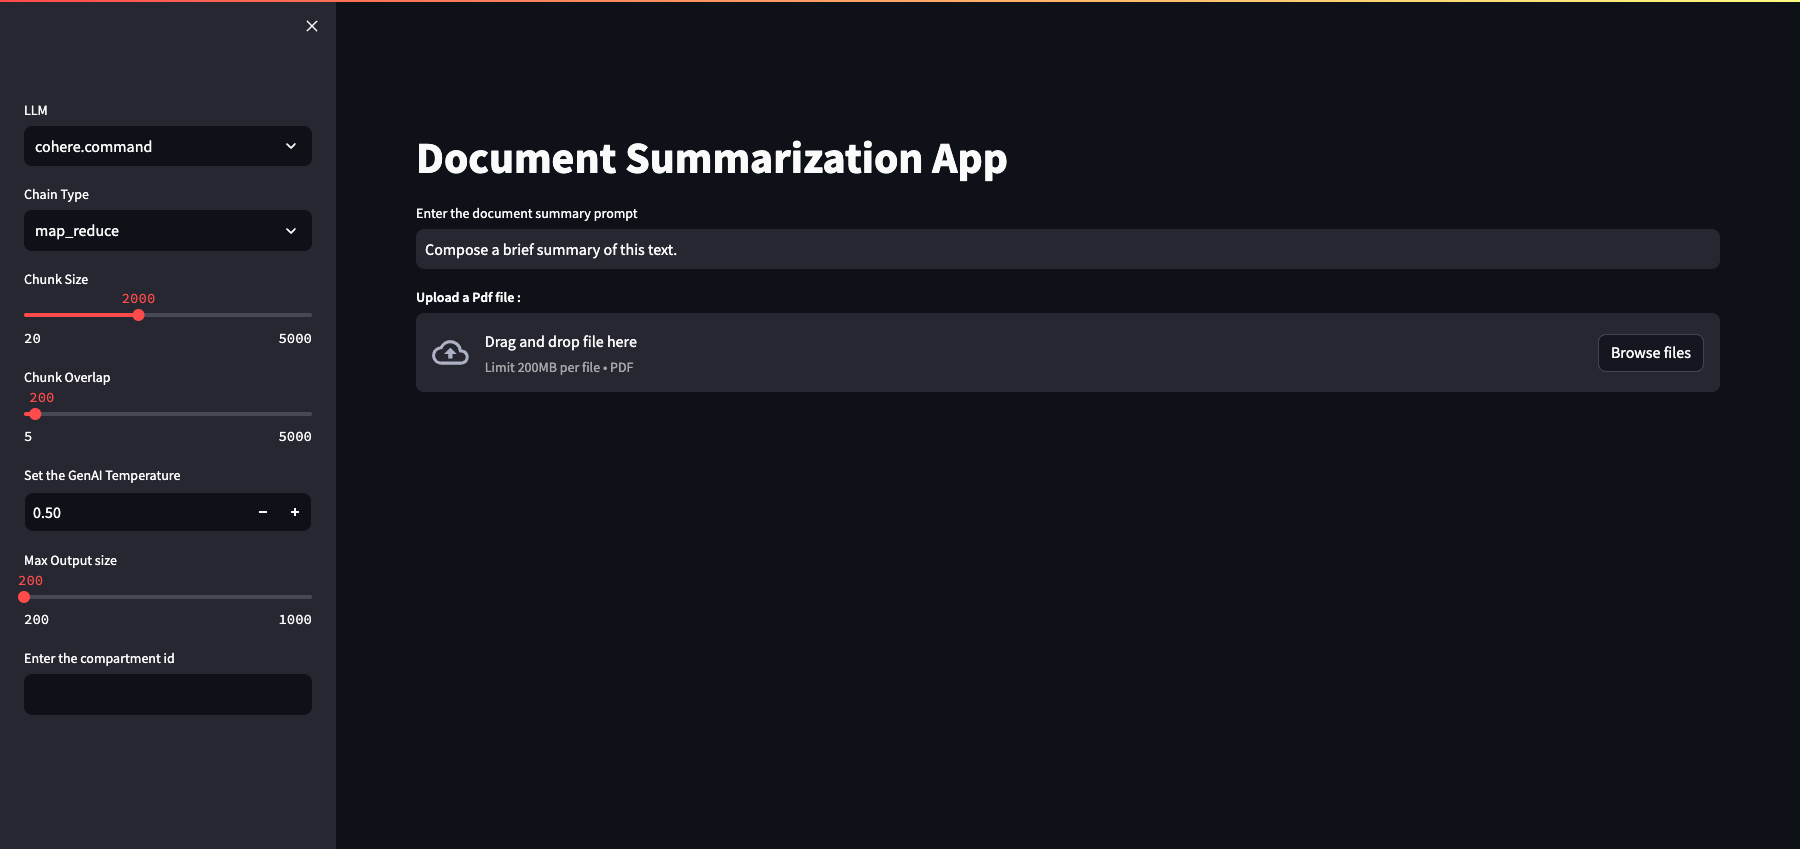 LLM
cohere.command
Chain Type
map_reduce
Chunk Size
2000
20 5000
Chunk Overlap
200
5 5000
Set the GenAI Temperature
0.50
Max Output size
200
200 1000
Enter the compartment id
Document Summarization App
Enter the document summary prompt
Compose a brief summary of this text.
Upload a Pdf file :
Drag and drop file here
Limit 200MB per file • PDF
Browse files